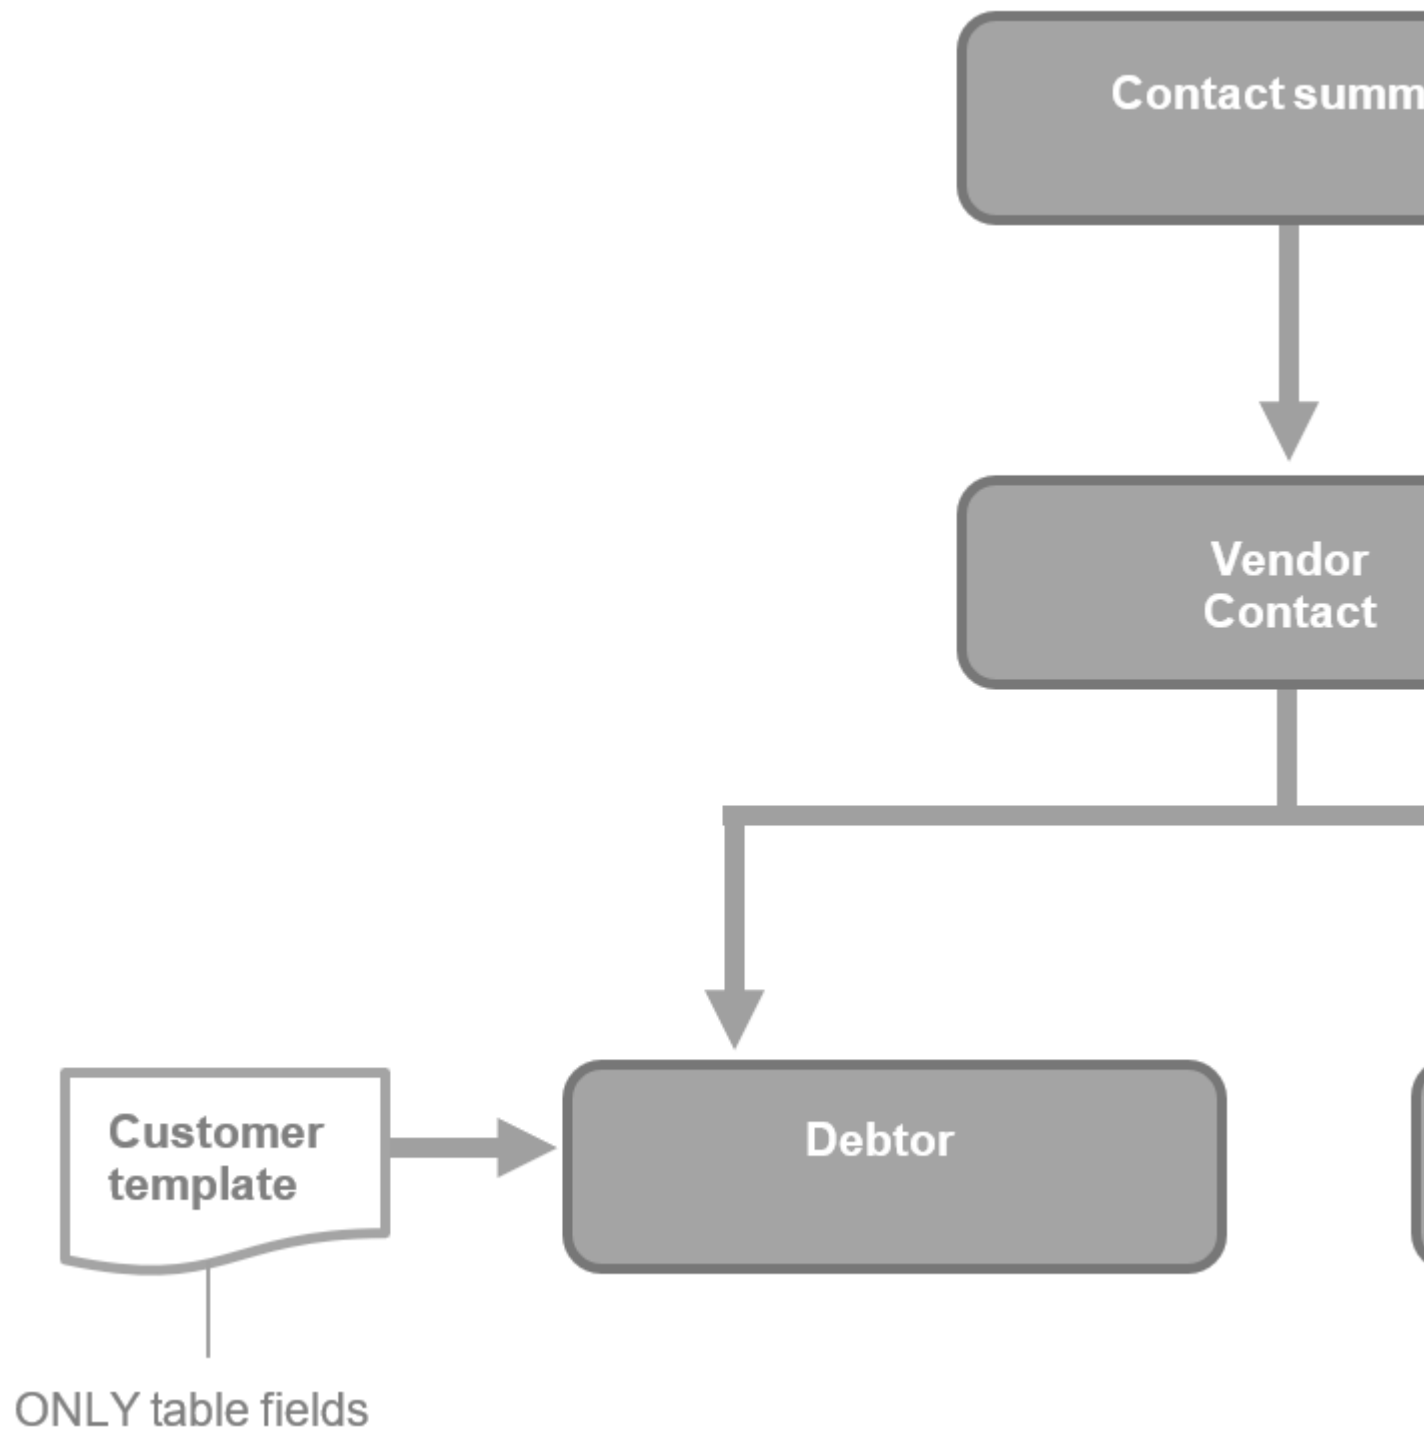 Contact summ
Vendor
Contact
Customer
template
Debtor
ONLY table fields